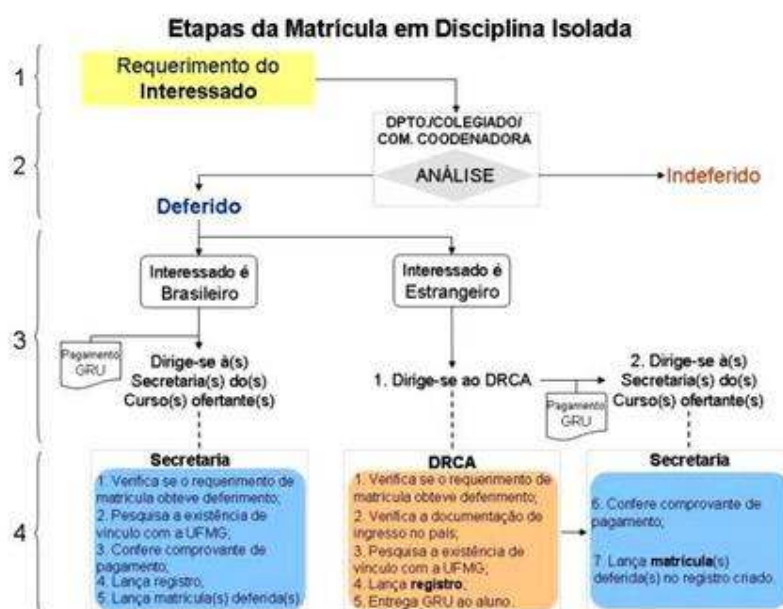 Etapas da Matrícula em Disciplina Isolada
1
Requerimento do
Interessado
2
DPTO./COLEGIADO/
COM. COODENADORA
ANÁLISE
Indeferido
Deferido
3
Interessado é
Brasileiro
Interessado é
Estrangeiro
Pagamento
GRU
Dirige-se à(s)
Secretaria(s) do(s)
Curso(s) ofertante(s)
1. Dirige-se ao DRCA
Pagamento
GRU
2. Dirige-se à(s)
Secretaria(s) do(s)
Curso(s) ofertante(s)
4
Secretaria
1. Verifica se o requerimento de
matrícula obteve deferimento;
2. Pesquisa a existência de
vínculo com a UFMG;
3. Confere comprovante de
pagamento;
4. Lança registro;
5. Lança matrícula(s) deferida(s).
DRCA
1. Verifica se o requerimento de
matrícula obteve deferimento;
2. Verifica a documentação de
ingresso no país;
3. Pesquisa a existência de
vínculo com a UFMG;
4. Lança registro;
5. Entrega GRU ao aluno.
Secretaria
6. Confere comprovante de
pagamento;
7. Lança matrícula(s)
deferida(s) no registro criado.